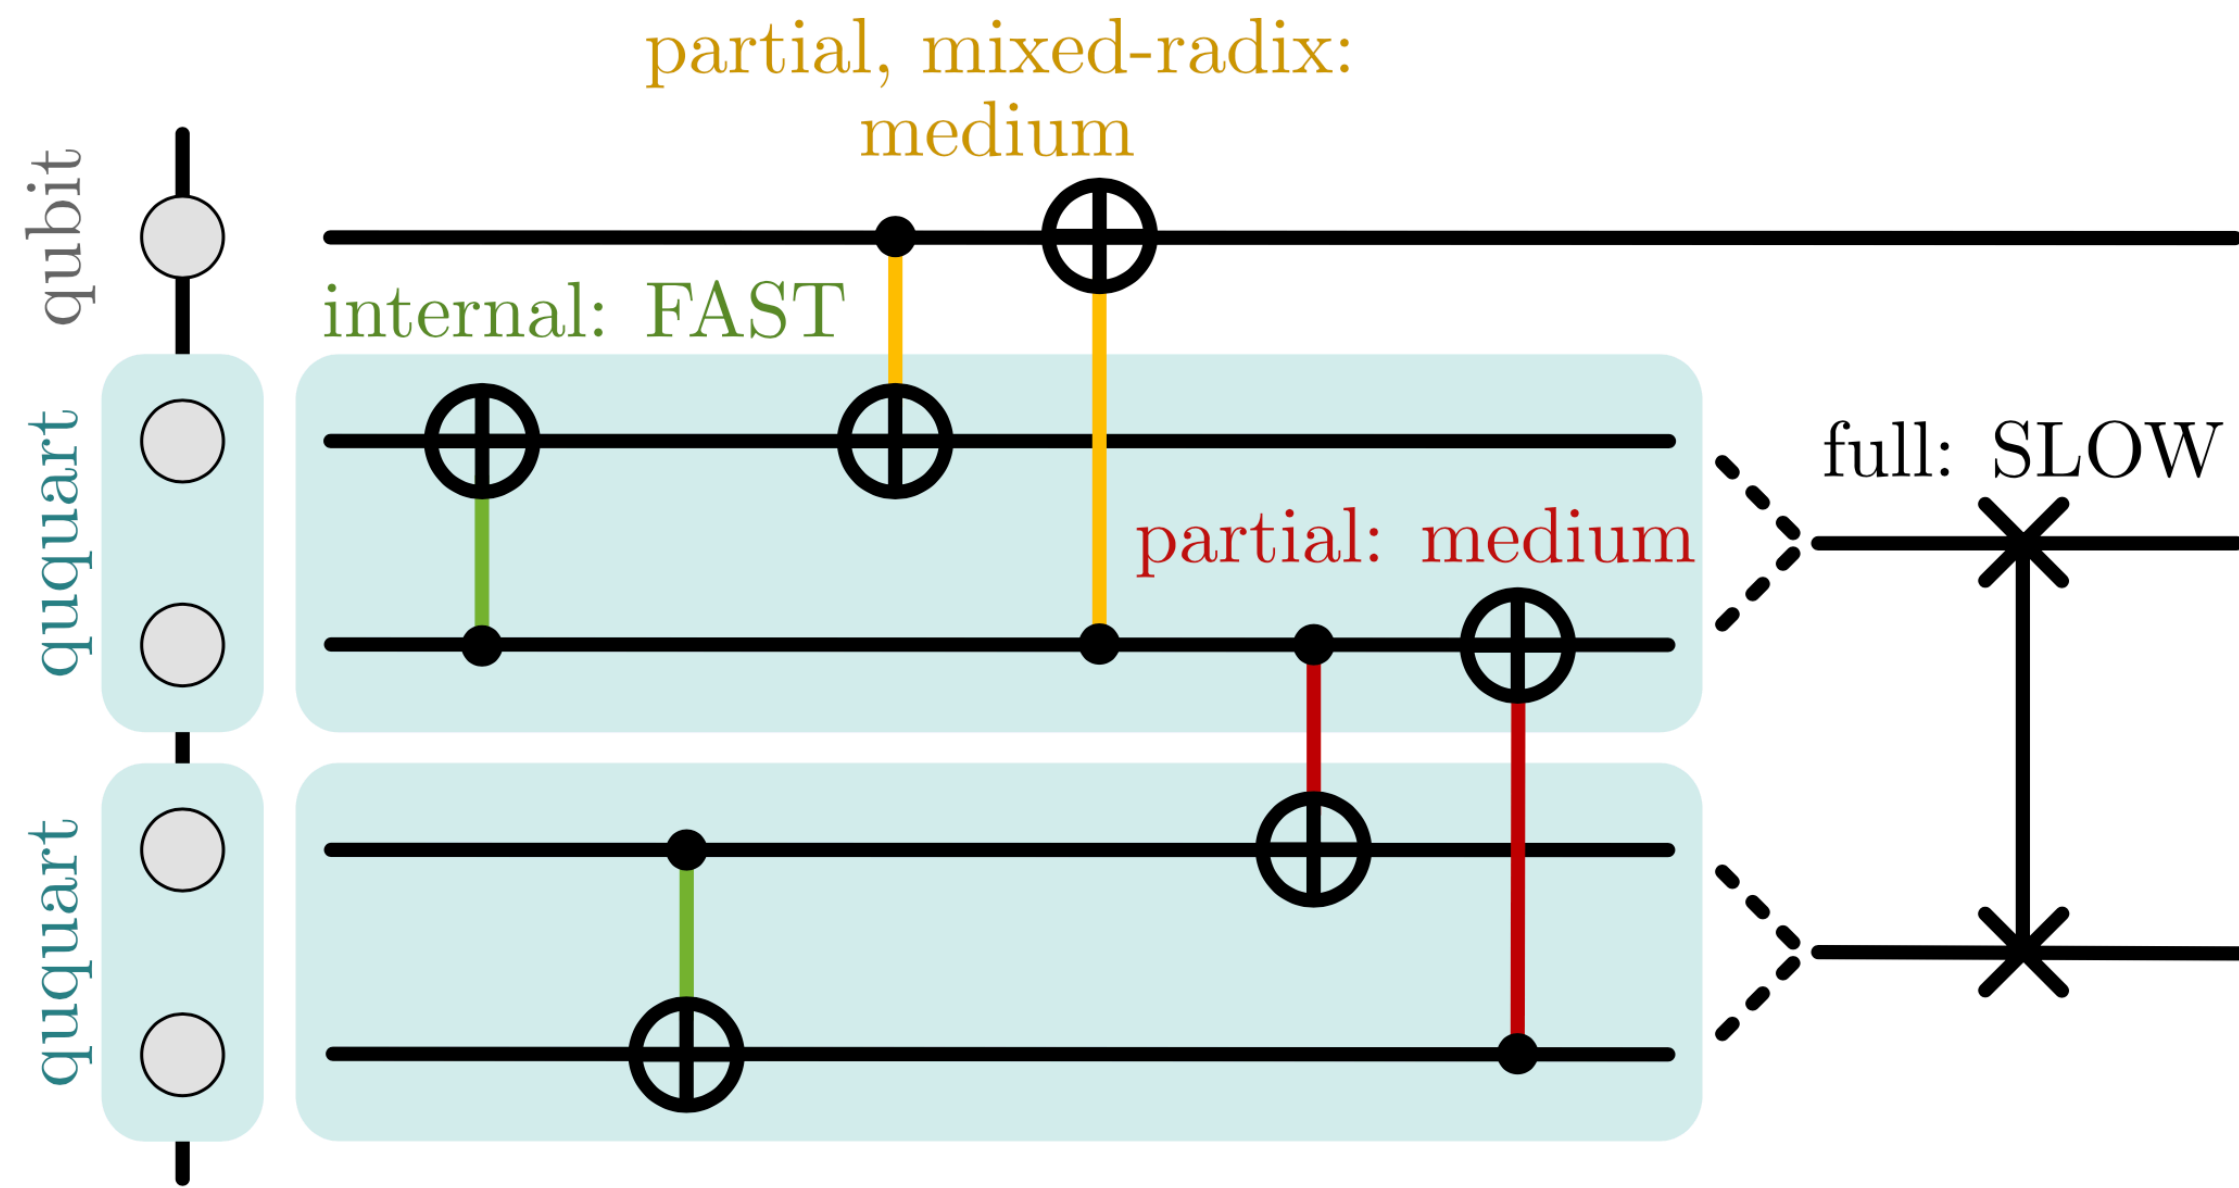 partial, mixed-radix:
medium
qubit
internal: FAST
ququart
full: SLOW
partial: medium
ququart